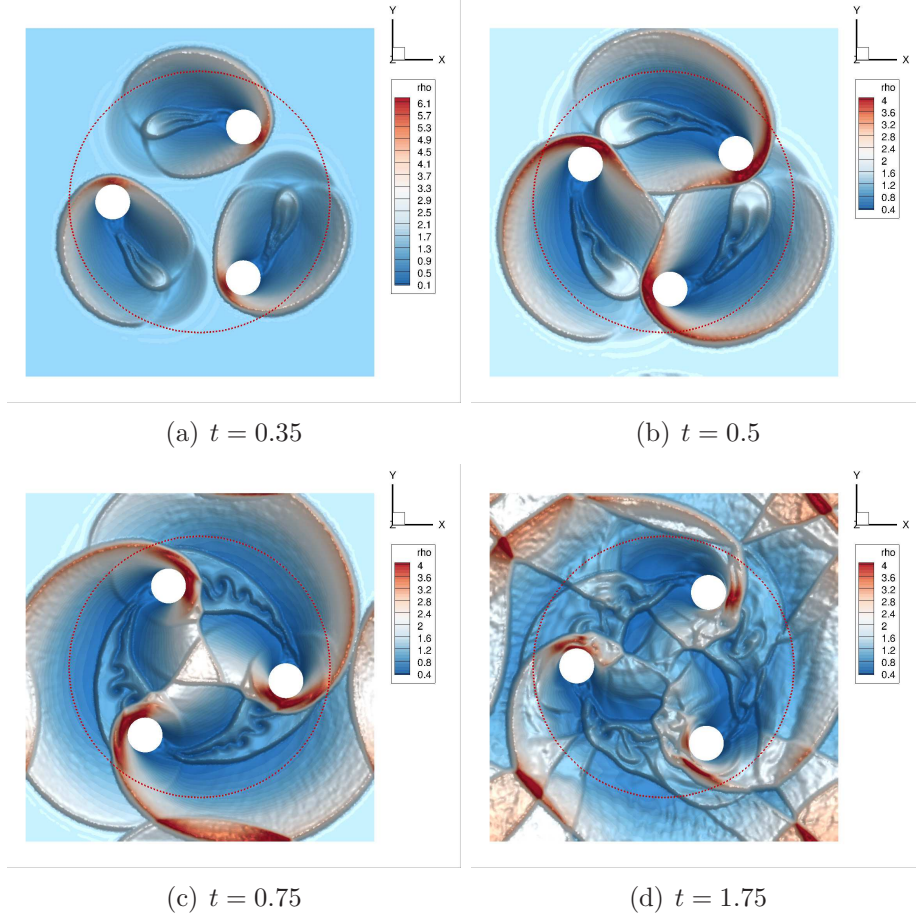 Y
X
Z
rho
6.1
5.7
5.3
4.9
4.5
4.1
3.7
3.3
2.9
2.5
2.1
1.7
1.3
0.9
0.5
0.1
(a) t = 0.35
Y
X
Z
rho
4
3.6
3.2
2.8
2.4
2
1.6
1.2
0.8
0.4
(b) t = 0.5
Y
X
Z
rho
4
3.6
3.2
2.8
2.4
2
1.6
1.2
0.8
0.4
(c) t = 0.75
Y
X
Z
rho
4
3.6
3.2
2.8
2.4
2
1.6
1.2
0.8
0.4
(d) t = 1.75